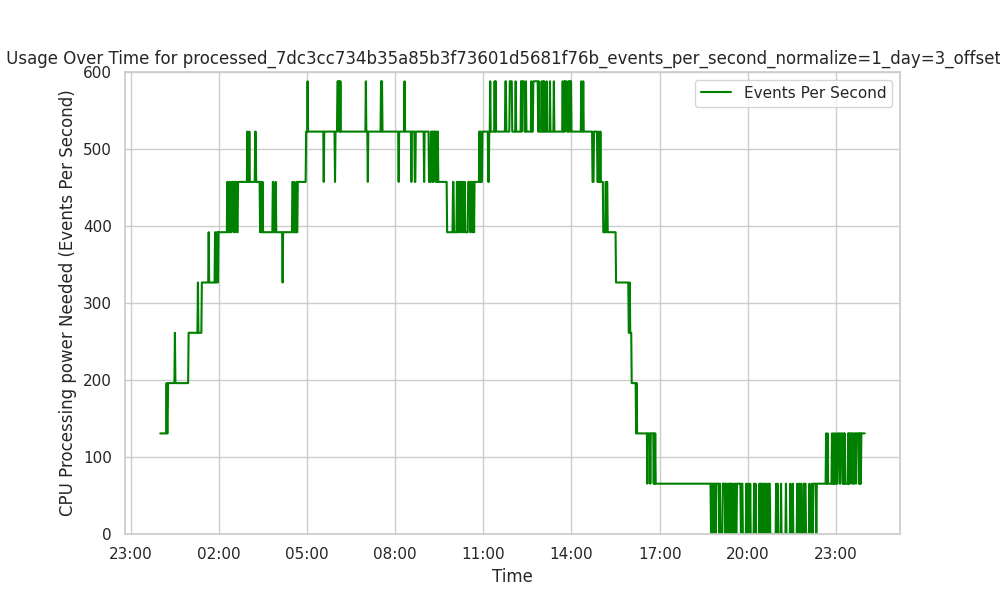 Usage Over Time for processed_7dc3cc734b35a85b3f73601d5681f76b_events_per_second_normalize=1_day=3_offset
Events Per Second
CPU Processing power Needed (Events Per Second)
600
500
400
300
200
100
0
23:00 02:00 05:00 08:00 11:00 14:00 17:00 20:00 23:00
Time